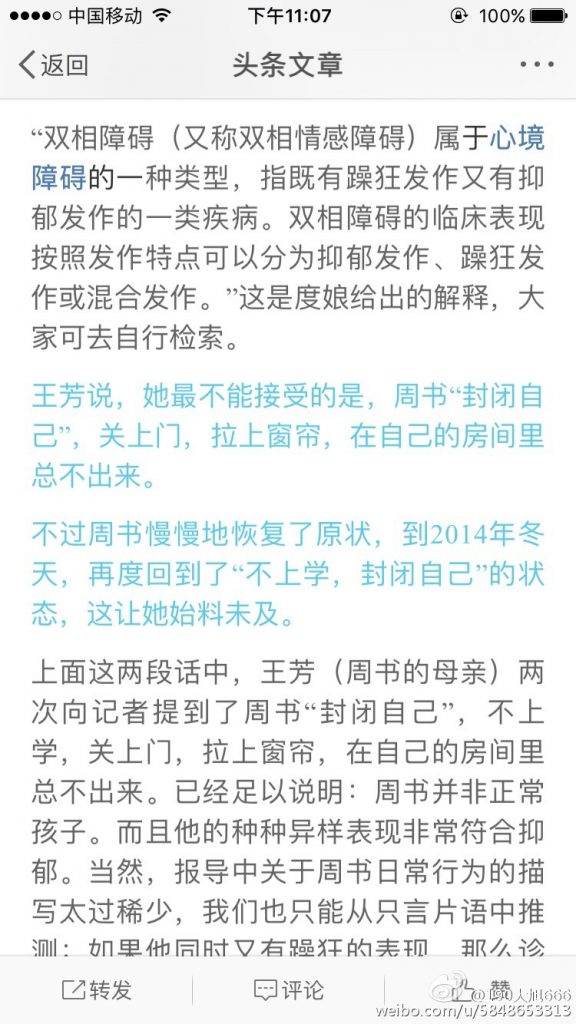 中国移动
下午11:07
100%
返回
头条文章
“双相障碍（又称双相情感障碍）属于心境
障碍的一种类型，指既有躁狂发作又有抑
郁发作的一类疾病。双相障碍的临床表现
按照发作特点可以分为抑郁发作、躁狂发
作或混合发作。”这是度娘给出的解释，大
家可去自行检索。
王芳说，她最不能接受的是，周书“封闭自
己”，关上门，拉上窗帘，在自己的房间里
总不出来。
不过周书慢慢地恢复了原状，到2014年冬
天，再度回到了“不上学，封闭自己”的状
态，这让她始料未及。
上面这两段话中，王芳（周书的母亲）两
次向记者提到了周书“封闭自己”，不上
学，关上门，拉上窗帘，在自己的房间里
总不出来。已经足以说明：周书并非正常
孩子。而且他的种种异样表现非常符合抑
郁。当然，报导中关于周书日常行为的描
写太过稀少，我们也只能从只言片语中推
测：如果他同时又有躁狂的表现，那么诊
转发
评论
赞
weibo.com/u/5848653313